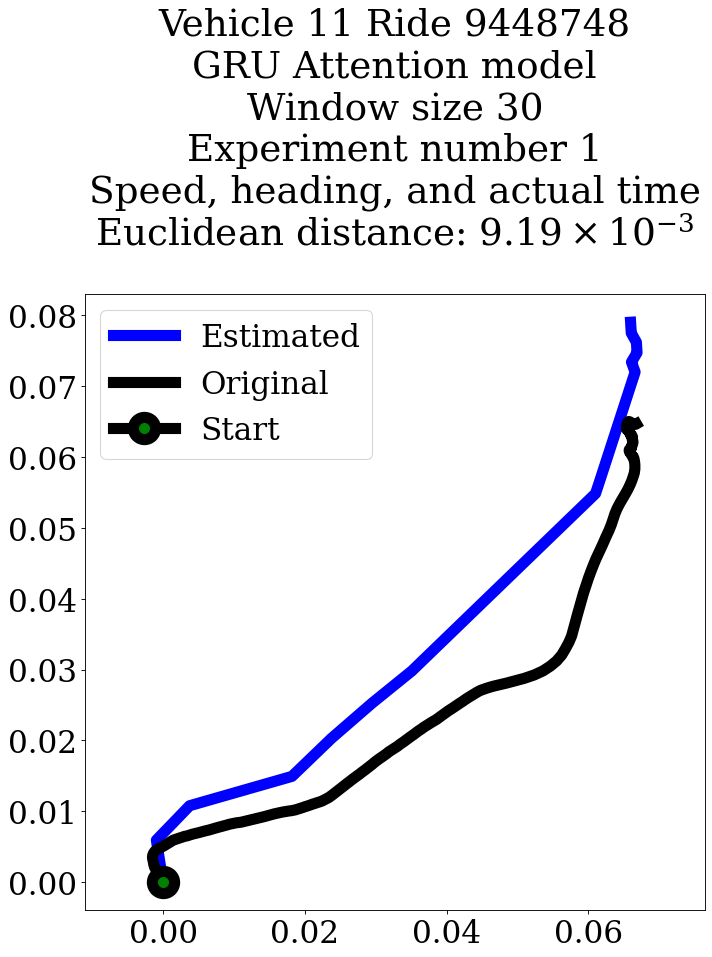 Vehicle 11 Ride 9448748
GRU Attention model
Window size 30
Experiment number 1
Speed, heading, and actual time
Euclidean distance: 9.19 × 10⁻³
Estimated
Original
Start
0.08
0.07
0.06
0.05
0.04
0.03
0.02
0.01
0.00
0.00 0.02 0.04 0.06